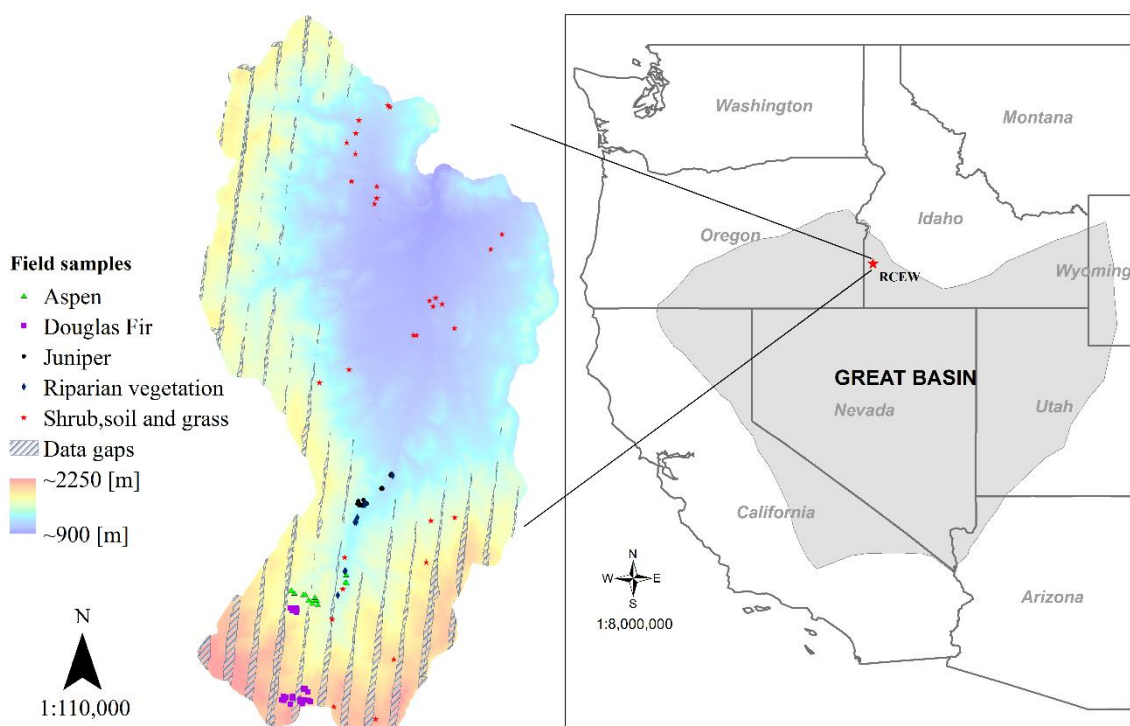 Field samples
Aspen
Douglas Fir
Juniper
Riparian vegetation
Shrub,soil and grass
Data gaps
~2250 [m]
~900 [m]
N
1:110,000
Washington
Montana
Oregon
Idaho
Wyoming
RCEW
GREAT BASIN
Nevada
Utah
California
Arizona
N
W E
S
1:8,000,000